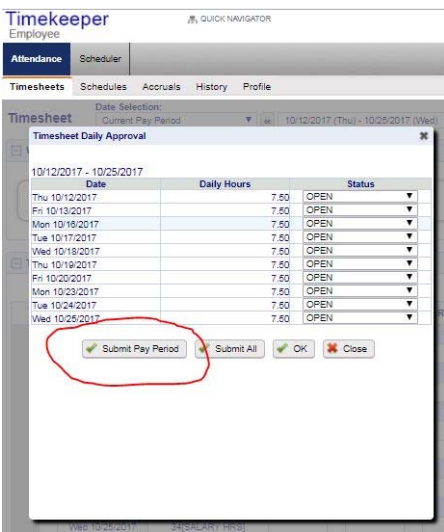 Timekeeper
Employee
QUICK NAVIGATOR
Attendance Scheduler
Timesheets Schedules Accruals History Profile
Date Selection:
Timesheet Current Pay Period 10/12/2017 (Thu) - 10/25/2017 (Wed)
Timesheet Daily Approval
10/12/2017 - 10/25/2017
Date Daily Hours Status
Thu 10/12/2017 7.50 OPEN
Fri 10/13/2017 7.50 OPEN
Mon 10/16/2017 7.50 OPEN
Tue 10/17/2017 7.50 OPEN
Wed 10/18/2017 7.50 OPEN
Thu 10/19/2017 7.50 OPEN
Fri 10/20/2017 7.50 OPEN
Mon 10/23/2017 7.50 OPEN
Tue 10/24/2017 7.50 OPEN
Wed 10/25/2017 7.50 OPEN
Submit Pay Period Submit All OK Close
Wed 10/25/2017 34[SALARY HRS]